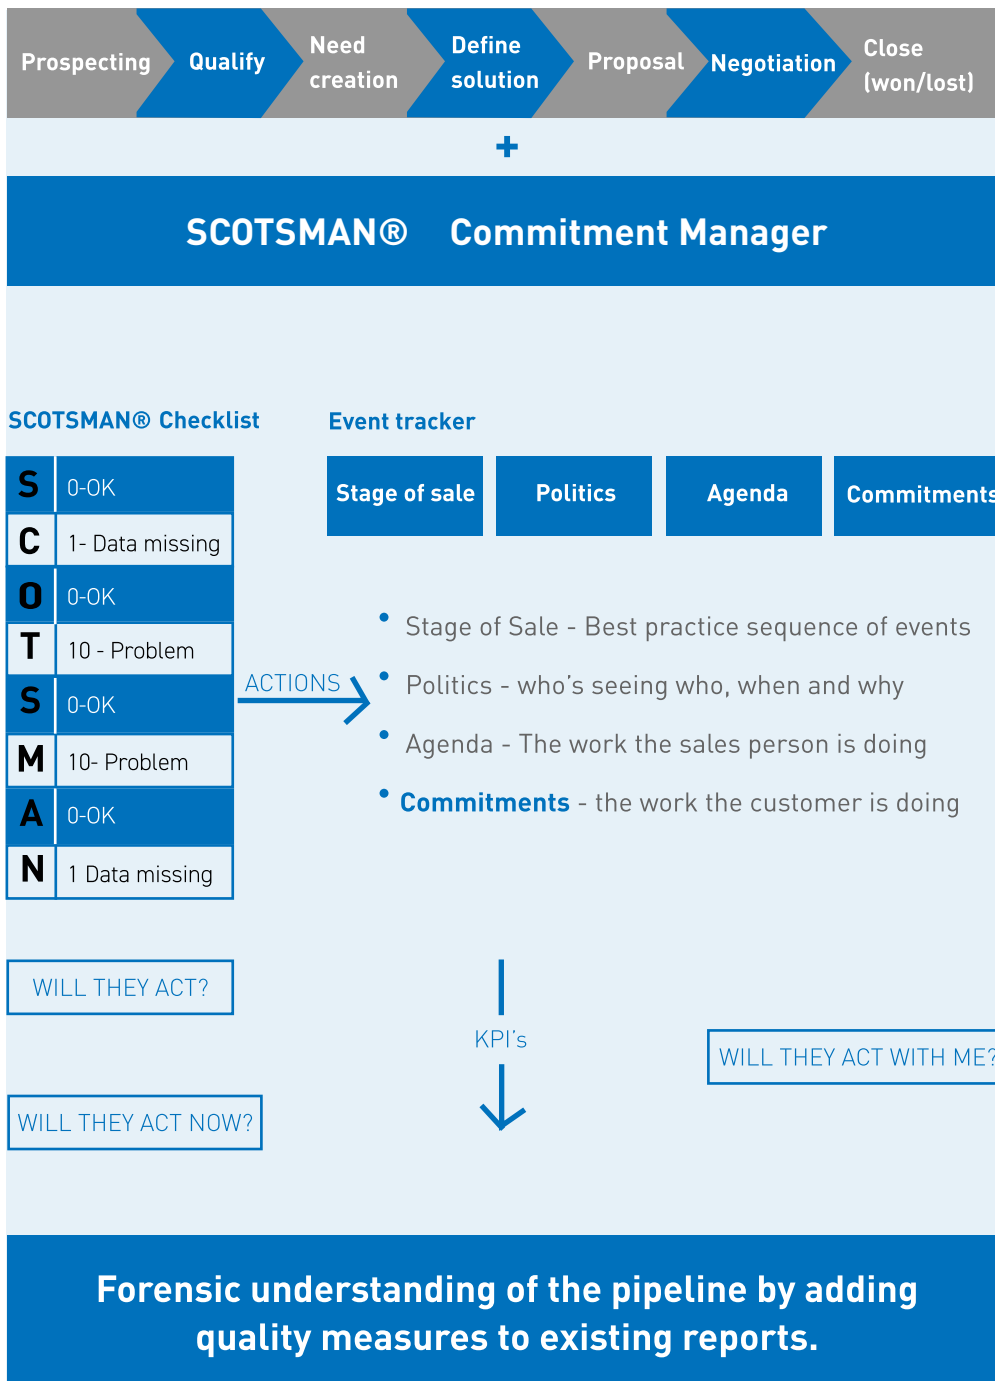 Prospecting
Qualify
Need
creation
Define
solution
Proposal
Negotiation
Close
(won/lost)
+
SCOTSMAN® Commitment Manager
SCOTSMAN® Checklist
S 0-OK
C 1- Data missing
O 0-OK
T 10 - Problem
S 0-OK
M 10- Problem
A 0-OK
N 1 Data missing
ACTIONS
Event tracker
Stage of sale
Politics
Agenda
Commitments
• Stage of Sale - Best practice sequence of events
• Politics - who's seeing who, when and why
• Agenda - The work the sales person is doing
• Commitments - the work the customer is doing
WILL THEY ACT?
KPI's
WILL THEY ACT WITH ME?
WILL THEY ACT NOW?
Forensic understanding of the pipeline by adding
quality measures to existing reports.